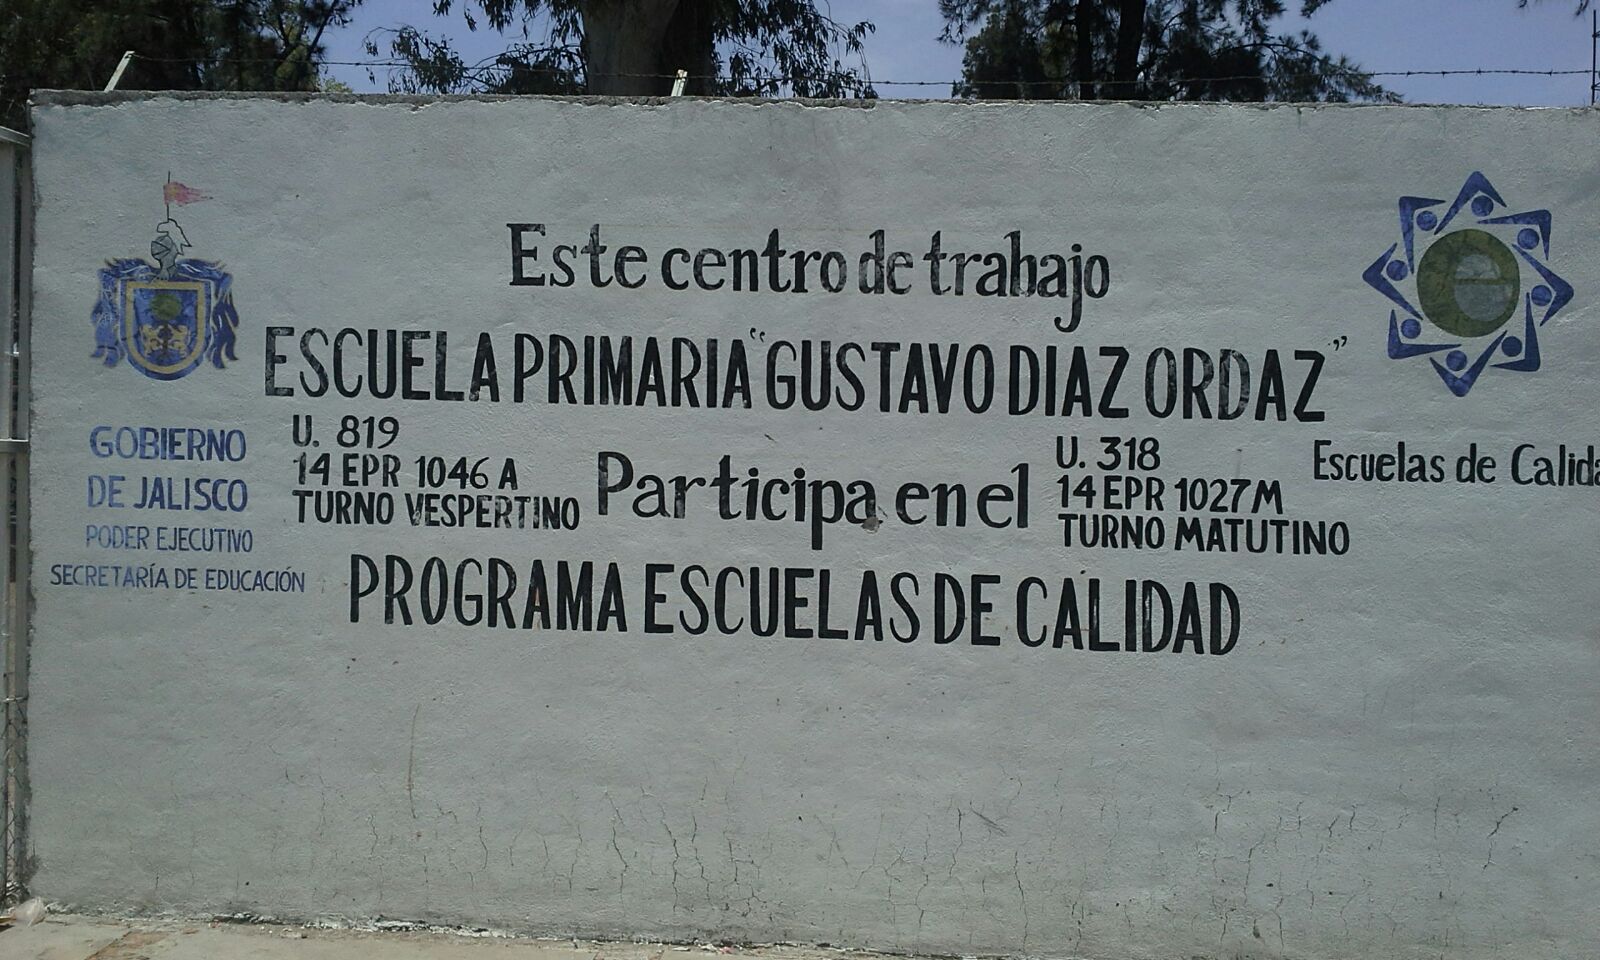 Este centro de trabajo
ESCUELA PRIMARIA "GUSTAVO DIAZ ORDAZ"
GOBIERNO
DE JALISCO
PODER EJECUTIVO
SECRETARÍA DE EDUCACIÓN
U. 819
14 EPR 1046 A
TURNO VESPERTINO
Participa en el
U. 318
14 EPR 1027 M
TURNO MATUTINO
e
Escuelas de Calida
PROGRAMA ESCUELAS DE CALIDAD